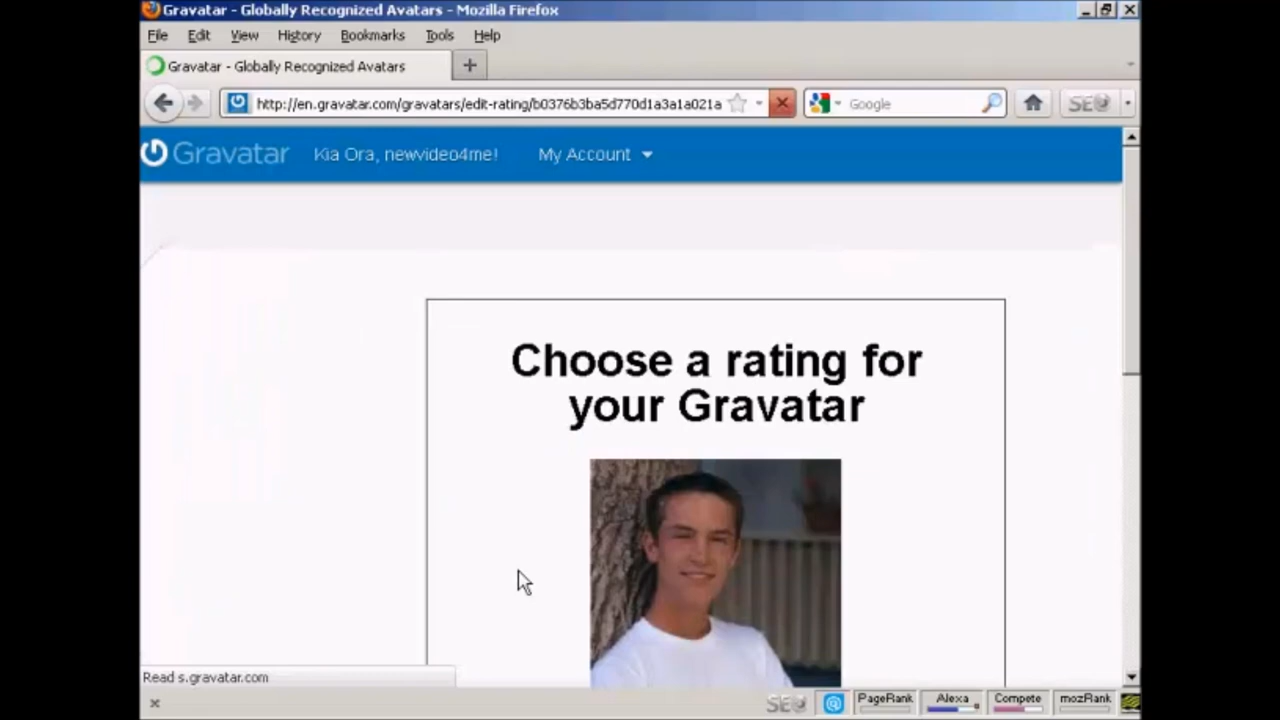 Gravatar - Globally Recognized Avatars - Mozilla Firefox
File Edit View History Bookmarks Tools Help
Gravatar - Globally Recognized Avatars
http://en.gravatar.com/gravatars/edit-rating/b0376b3ba5d770d1a3a1a021a
Google
SEO
Gravatar Kia Ora, newvideo4me! My Account
Choose a rating for
your Gravatar
Read s.gravatar.com
SEO PageRank Alexa Compete mozRank